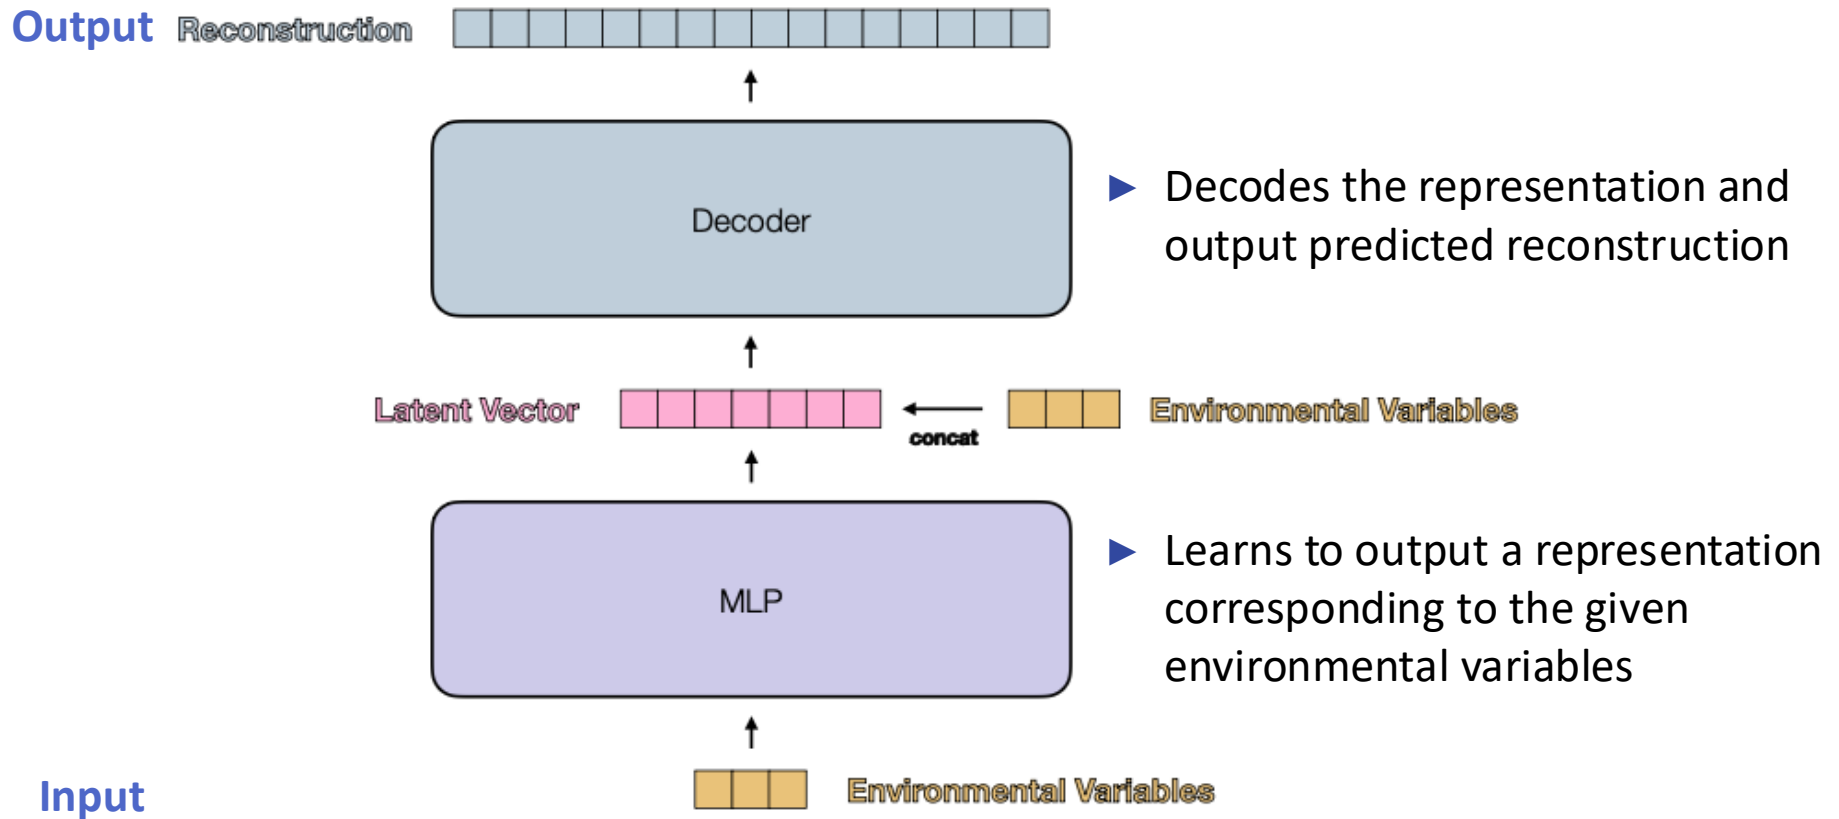 Output Reconstruction
Decoder
► Decodes the representation and
output predicted reconstruction
Latent Vector
concat
Environmental Variables
MLP
► Learns to output a representation
corresponding to the given
environmental variables
Input
Environmental Variables